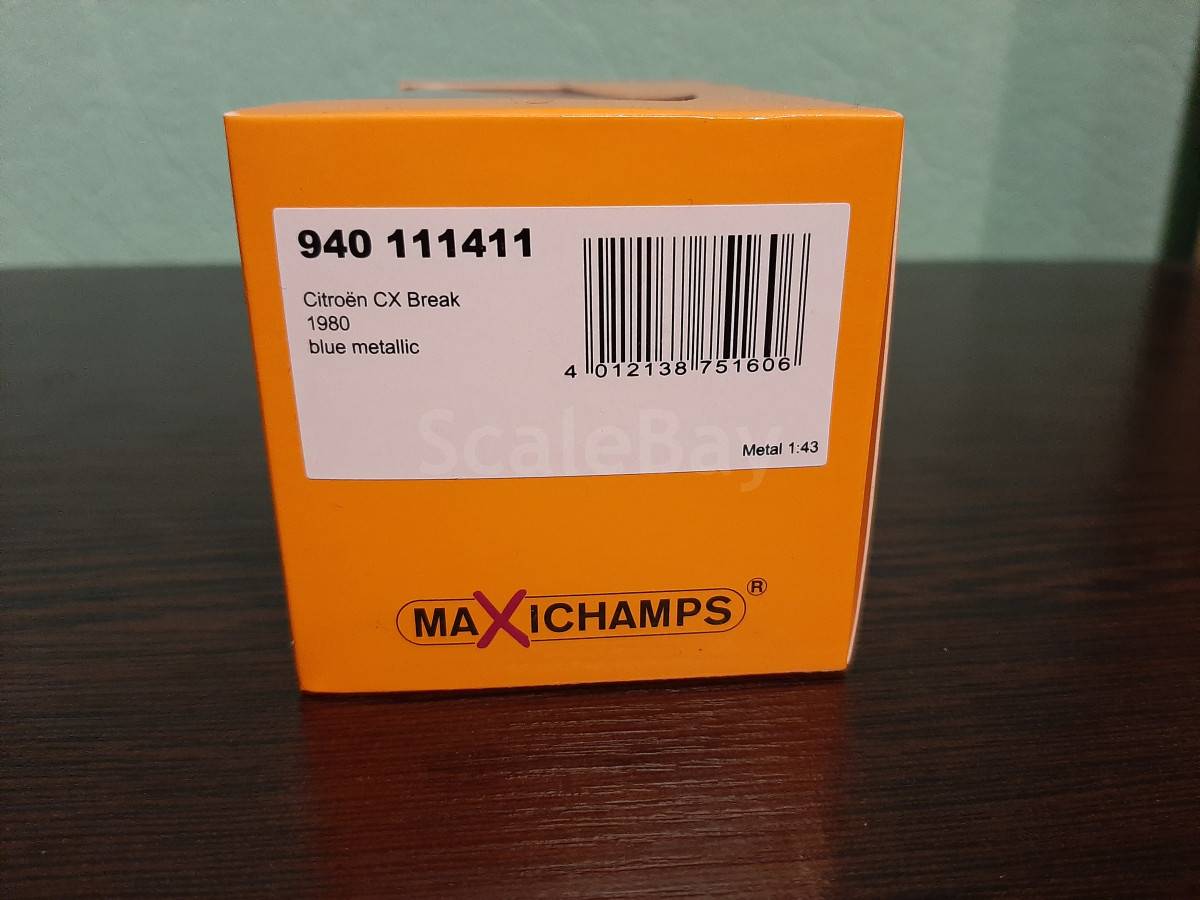 940 111411
Citroën CX Break
1980
blue metallic
4 012138 751606
ScaleBay
Metal 1:43
MAXICHAMPS®